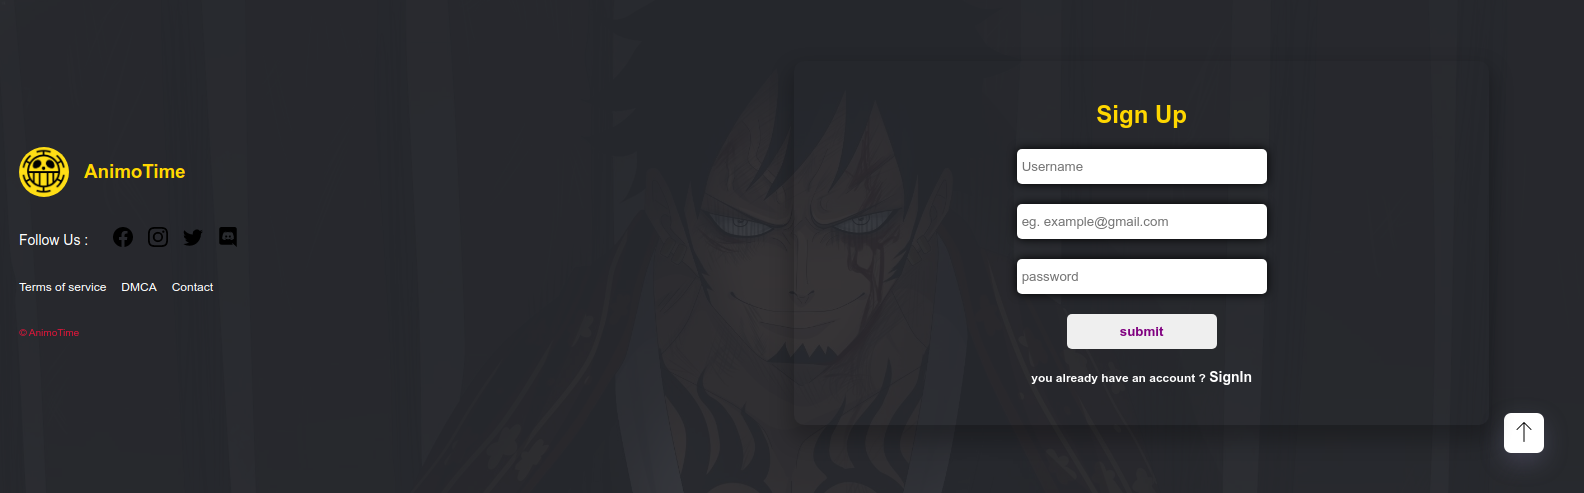 AnimoTime
Follow Us :
Terms of service DMCA Contact
© AnimoTime
Sign Up
Username
eg. example@gmail.com
password
submit
you already have an account ? SignIn